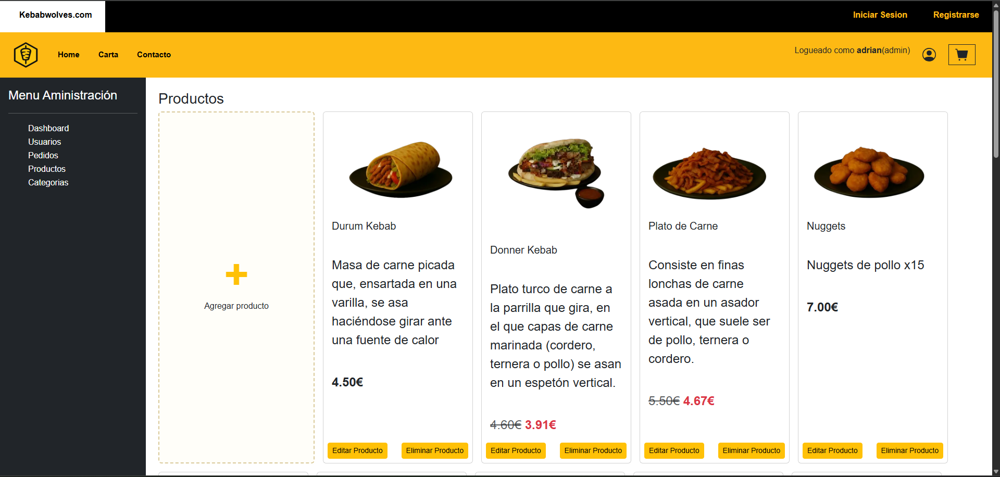 Kebabwolves.com
Iniciar Sesion
Registrarse
Home
Carta
Contacto
Logueado como adrian(admin)
Menu Aministración
Dashboard
Usuarios
Pedidos
Productos
Categorias
Productos
+
Agregar producto
Durum Kebab
Masa de carne picada
que, ensartada en una
varilla, se asa
haciéndose girar ante
una fuente de calor
4.50€
Editar Producto
Eliminar Producto
Donner Kebab
Plato turco de carne a
la parrilla que gira, en
el que capas de carne
marinada (cordero,
ternera o pollo) se asan
en un espetón vertical.
4.60€ 3.91€
Editar Producto
Eliminar Producto
Plato de Carne
Consiste en finas
lonchas de carne
asada en un asador
vertical, que suele ser
de pollo, ternera o
cordero.
5.50€ 4.67€
Editar Producto
Eliminar Producto
Nuggets
Nuggets de pollo x15
7.00€
Editar Producto
Eliminar Producto